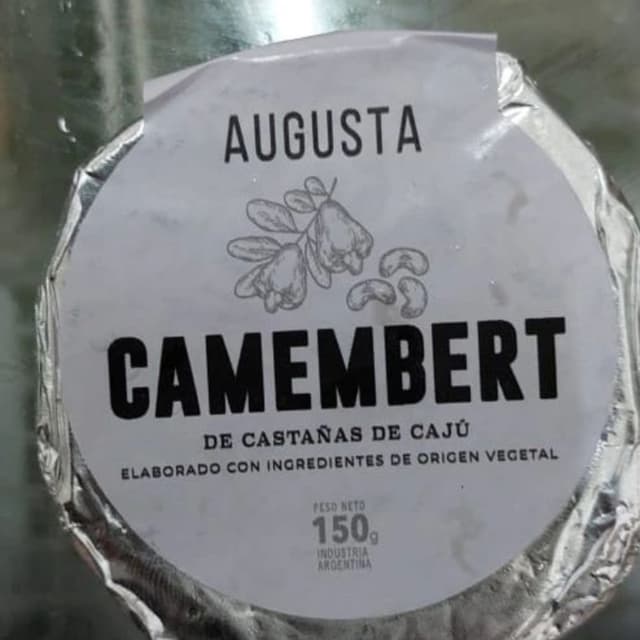 AUGUSTA
CAMEMBERT
DE CASTAÑAS DE CAJÚ
ELABORADO CON INGREDIENTES DE ORIGEN VEGETAL
PESO NETO
150g
INDUSTRIA
ARGENTINA